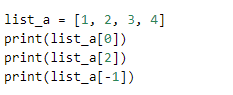 list_a = [1, 2, 3, 4]
print(list_a[0])
print(list_a[2])
print(list_a[-1])